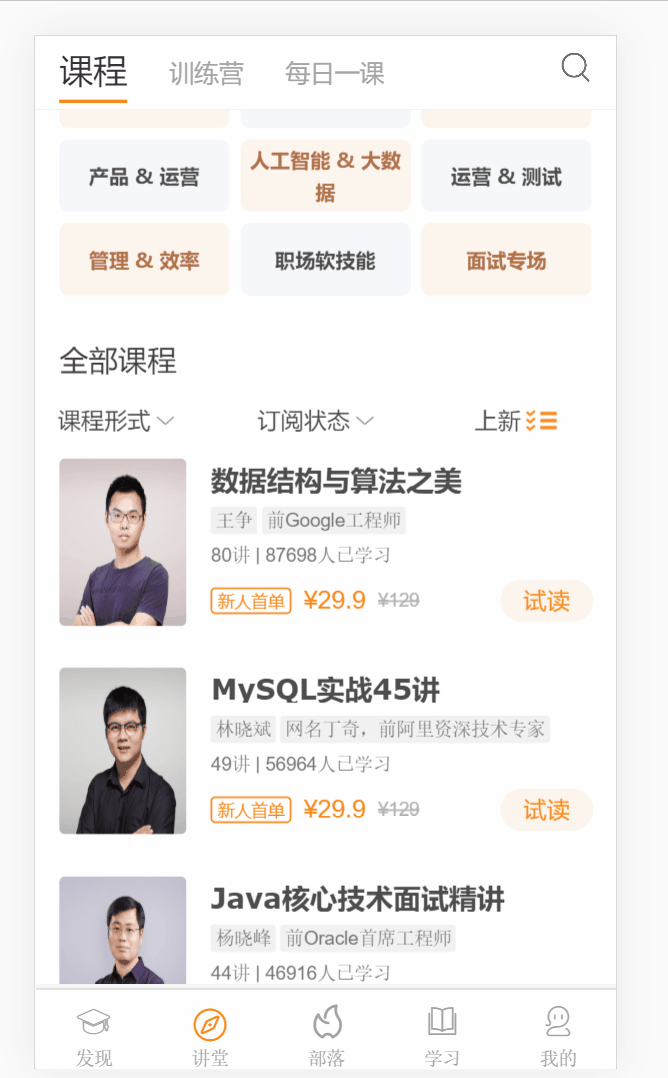 课程 训练营 每日一课
产品 & 运营 人工智能 & 大数据 运营 & 测试
管理 & 效率 职场软技能 面试专场
全部课程
课程形式 订阅状态 上新
数据结构与算法之美
王争 前Google工程师
80讲 | 87698人已学习
新人首单 ¥29.9 ¥129 试读
MySQL实战45讲
林晓斌 网名丁奇，前阿里资深技术专家
49讲 | 56964人已学习
新人首单 ¥29.9 ¥129 试读
Java核心技术面试精讲
杨晓峰 前Oracle首席工程师
44讲 | 46916人已学习
发现 讲堂 部落 学习 我的